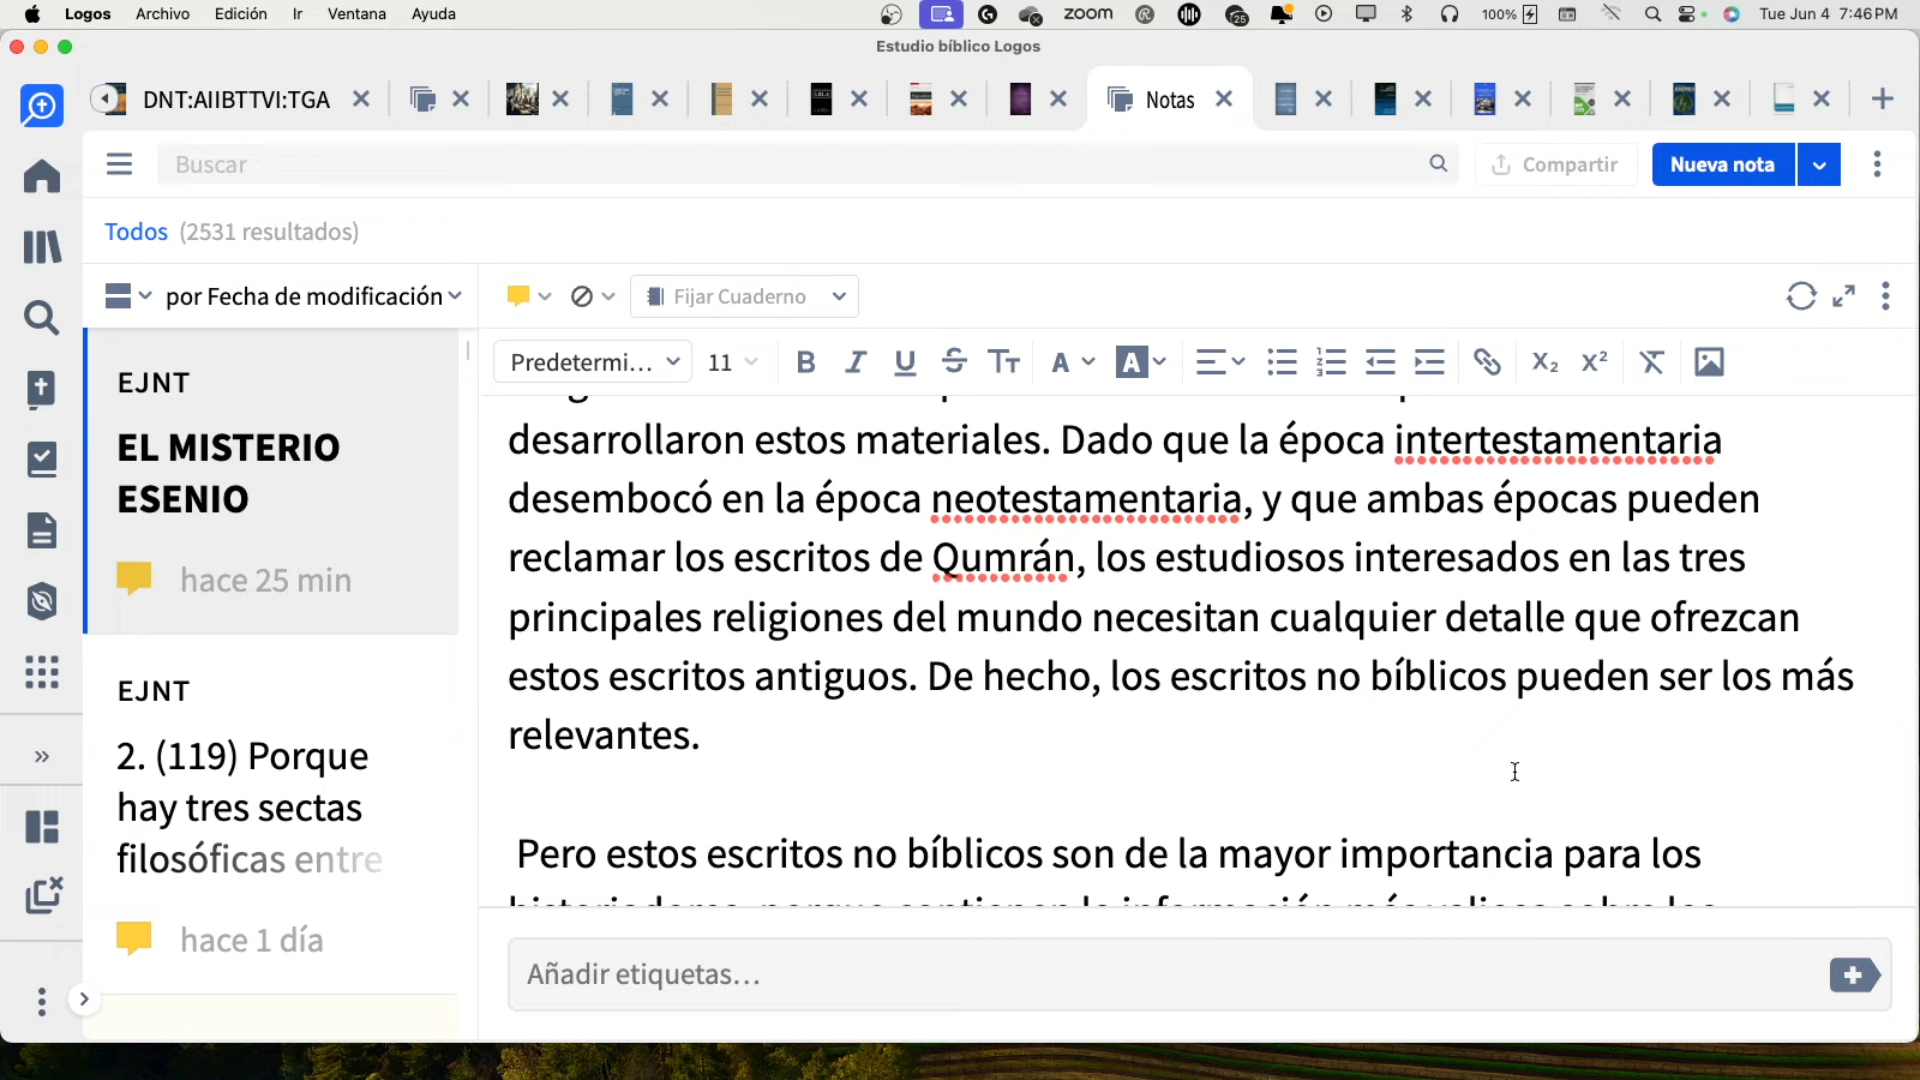 Logos Archivo Edición Ir Ventana Ayuda zoom 25 100% Tue Jun 4 7:46 PM
Estudio bíblico Logos
DNT:AIIBTTVI:TGA Notas
Buscar Compartir Nueva nota
Todos (2531 resultados)
por Fecha de modificación Fijar Cuaderno
Predetermi... 11 B I U S Tт A A X₂ X²
EJNT
EL MISTERIO
ESENIO
hace 25 min
EJNT
2. (119) Porque
hay tres sectas
filosóficas entre
hace 1 día
desarrollaron estos materiales. Dado que la época intertestamentaria
desembocó en la época neotestamentaria, y que ambas épocas pueden
reclamar los escritos de Qumrán, los estudiosos interesados en las tres
principales religiones del mundo necesitan cualquier detalle que ofrezcan
estos escritos antiguos. De hecho, los escritos no bíblicos pueden ser los más
relevantes.
Pero estos escritos no bíblicos son de la mayor importancia para los
Añadir etiquetas...